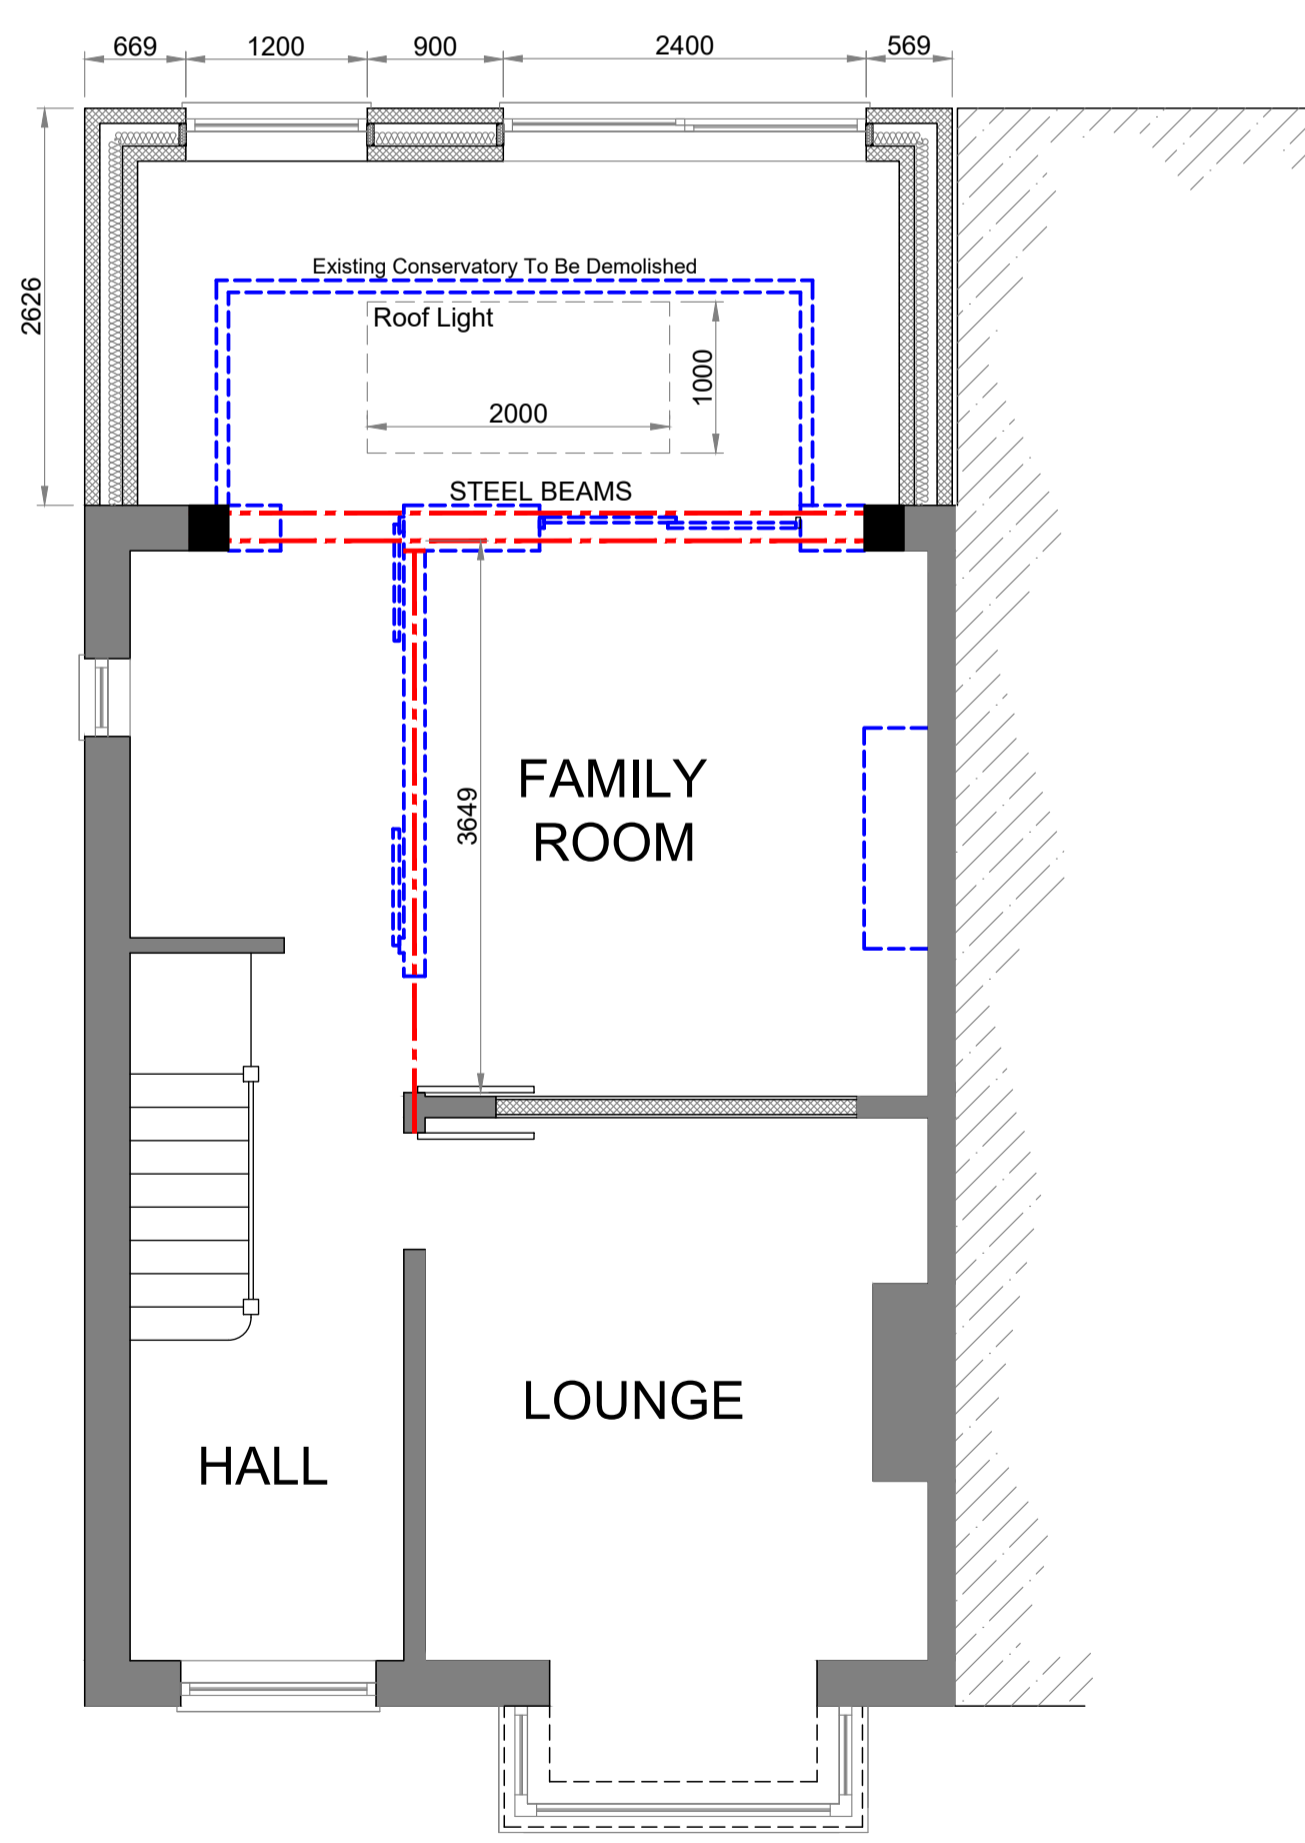 669
1200
900
2400
569
2626
Existing Conservatory To Be Demolished
Roof Light
1000
2000
STEEL BEAMS
FAMILY
ROOM
3649
LOUNGE
HALL